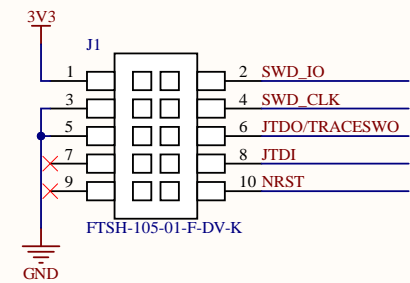 3V3
J1
1 2 SWD_IO
3 4 SWD_CLK
5 6 JTDO/TRACESWO
7 8 JTDI
9 10 NRST
FTSH-105-01-F-DV-K
GND